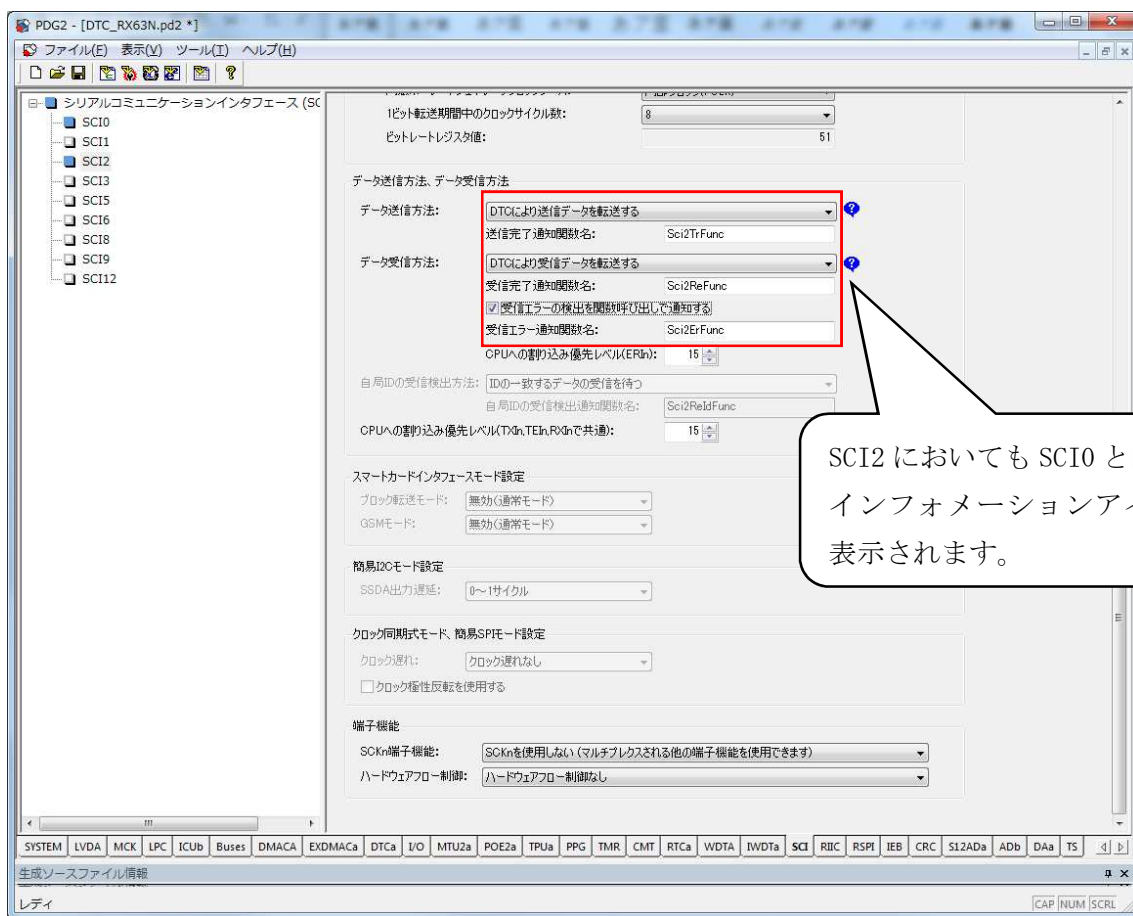 PDG2 - [DTC_RX63N.pd2 *]
ファイル(F) 表示(V) ツール(T) ヘルプ(H)
シリアルコミュニケーションインタフェース (SC
SCI0
SCI1
SCI2
SCI3
SCI5
SCI6
SCI8
SCI9
SCI12
1ビット転送期間中のクロックサイクル数: 8
ビットレートレジスタ値: 51
データ送信方法、データ受信方法
データ送信方法: DTCにより送信データを転送する
送信完了通知関数名: Sci2TrFunc
データ受信方法: DTCにより受信データを転送する
受信完了通知関数名: Sci2ReFunc
受信エラーの検出を関数呼び出しで通知する
受信エラー通知関数名: Sci2ErFunc
CPUへの割り込み優先レベル(ERIn): 15
自局IDの受信検出方法: IDの一致するデータの受信を待つ
自局IDの受信検出通知関数名: Sci2ReIdFunc
CPUへの割り込み優先レベル(TXIn,TEIn,RXInで共通): 15
SCI2 においても SCI0 と
インフォメーションアイ
表示されます。
スマートカードインタフェースモード設定
ブロック転送モード: 無効(通常モード)
GSMモード: 無効(通常モード)
簡易I2Cモード設定
SSDA出力遅延: 0～1サイクル
クロック同期式モード、簡易SPIモード設定
クロック遅れ: クロック遅れなし
クロック極性反転を使用する
端子機能
SCKn端子機能: SCKnを使用しない (マルチプレクスされる他の端子機能を使用できます)
ハードウェアフロー制御: ハードウェアフロー制御なし
SYSTEM LVDA MCK LPC ICUb Buses DMACA EXDMACa DTCa I/O MTU2a POE2a TPUa PPG TMR CMT RTCa WDTA IWDTa SCI RIIC RSPI IEB CRC S12ADa ADb DAa TS
生成ソースファイル情報
レディ
CAP NUM SCRL